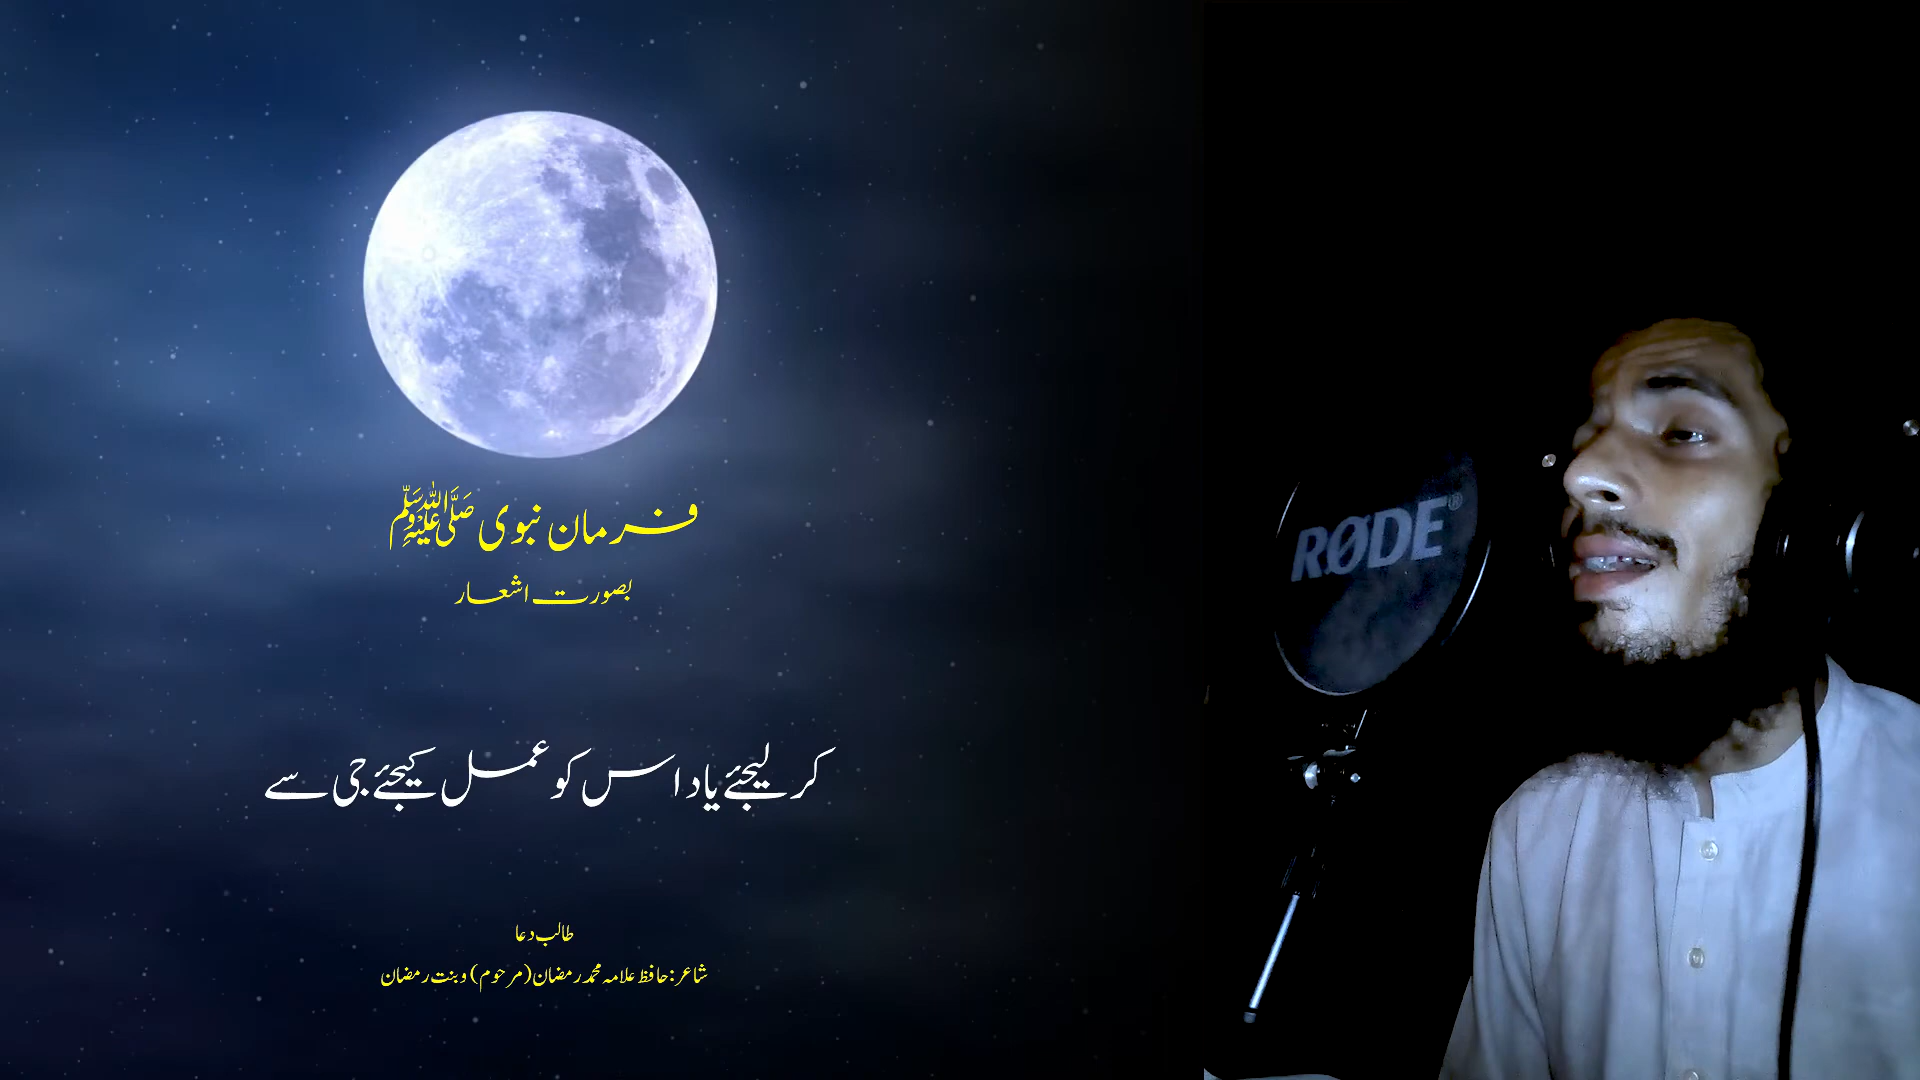 فرمان نبوی ﷺ
بصورت اشعار
کر لیجئے یاد اس کو عمل کیجئے جی سے
طالب دعا
شاعر: حافظ علامہ محمد رمضان (مرحوم) و بنت رمضان
RØDE®